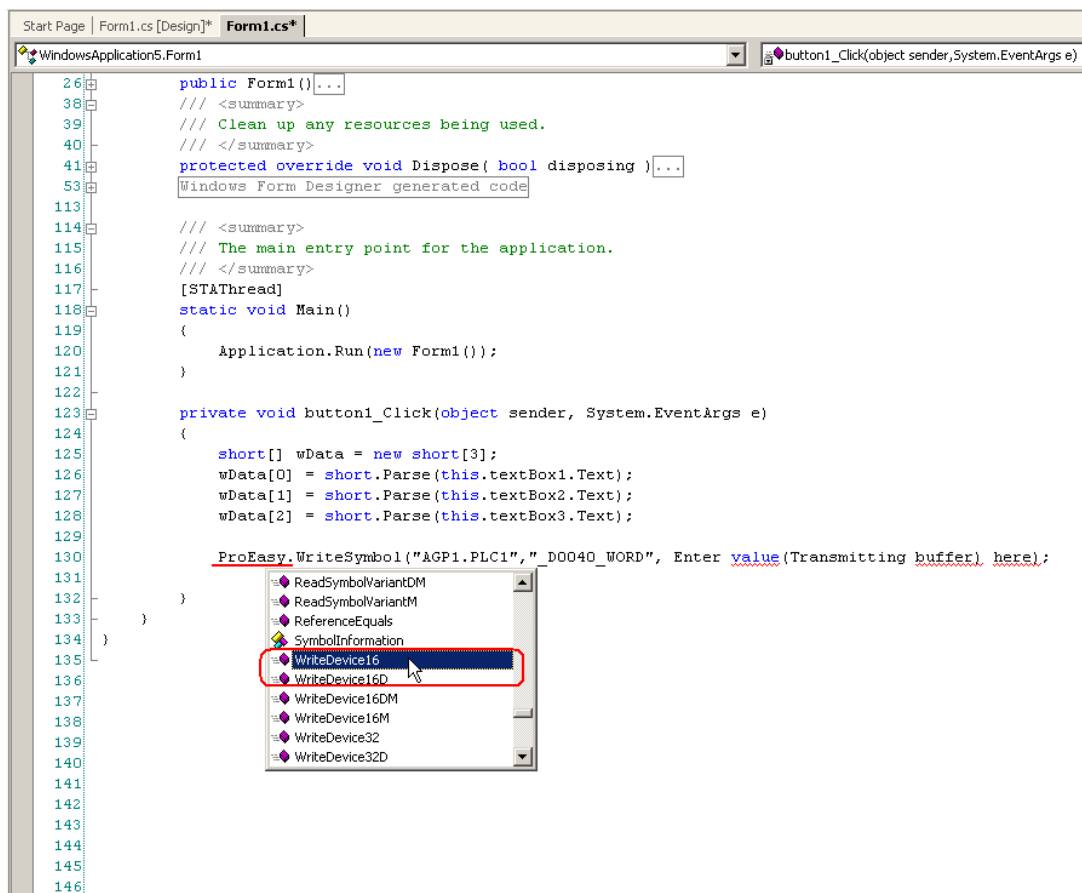 Start Page Form1.cs [Design]* Form1.cs*
WindowsApplication5.Form1 button1_Click(object sender,System.EventArgs e)
26 public Form1()...
38 /// <summary>
39 /// Clean up any resources being used.
40 /// </summary>
41 protected override void Dispose( bool disposing )...
53 Windows Form Designer generated code
113
114 /// <summary>
115 /// The main entry point for the application.
116 /// </summary>
117 [STAThread]
118 static void Main()
119 {
120 Application.Run(new Form1());
121 }
122
123 private void button1_Click(object sender, System.EventArgs e)
124 {
125 short[] wData = new short[3];
126 wData[0] = short.Parse(this.textBox1.Text);
127 wData[1] = short.Parse(this.textBox2.Text);
128 wData[2] = short.Parse(this.textBox3.Text);
129
130 ProEasy.WriteSymbol("AGP1.PLC1","_D0040_WORD", Enter value(Transmitting buffer) here);
131 ReadSymbolVariantDM
132 } ReadSymbolVariantM
133 } ReferenceEquals
134 } SymbolInformation
135 WriteDevice16
136 WriteDevice16D
137 WriteDevice16DM
138 WriteDevice16M
139 WriteDevice32
140 WriteDevice32D
141
142
143
144
145
146